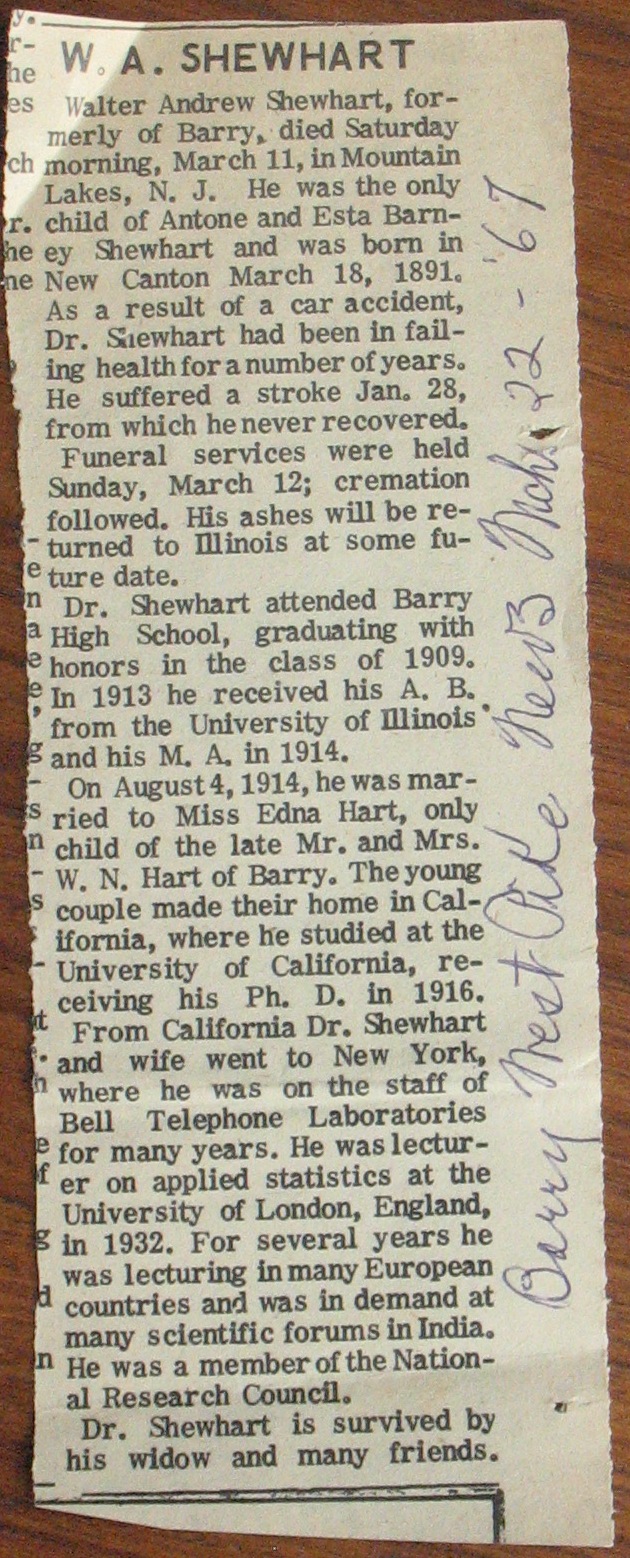 W. A. SHEWHART
Walter Andrew Shewhart, for-
merly of Barry, died Saturday
morning, March 11, in Mountain
Lakes, N. J. He was the only
child of Antone and Esta Barn-
ey Shewhart and was born in
New Canton March 18, 1891.
As a result of a car accident,
Dr. Shewhart had been in fail-
ing health for a number of years.
He suffered a stroke Jan. 28,
from which he never recovered.
Funeral services were held
Sunday, March 12; cremation
followed. His ashes will be re-
turned to Illinois at some fu-
ture date.
Dr. Shewhart attended Barry
High School, graduating with
honors in the class of 1909.
In 1913 he received his A. B.
from the University of Illinois
and his M. A. in 1914.
On August 4, 1914, he was mar-
ried to Miss Edna Hart, only
child of the late Mr. and Mrs.
W. N. Hart of Barry. The young
couple made their home in Cal-
ifornia, where he studied at the
University of California, re-
ceiving his Ph. D. in 1916.
From California Dr. Shewhart
and wife went to New York,
where he was on the staff of
Bell Telephone Laboratories
for many years. He was lectur-
er on applied statistics at the
University of London, England,
in 1932. For several years he
was lecturing in many European
countries and was in demand at
many scientific forums in India.
He was a member of the Nation-
al Research Council.
Dr. Shewhart is survived by
his widow and many friends.
Barry West Pike News Mch. 22 - '67